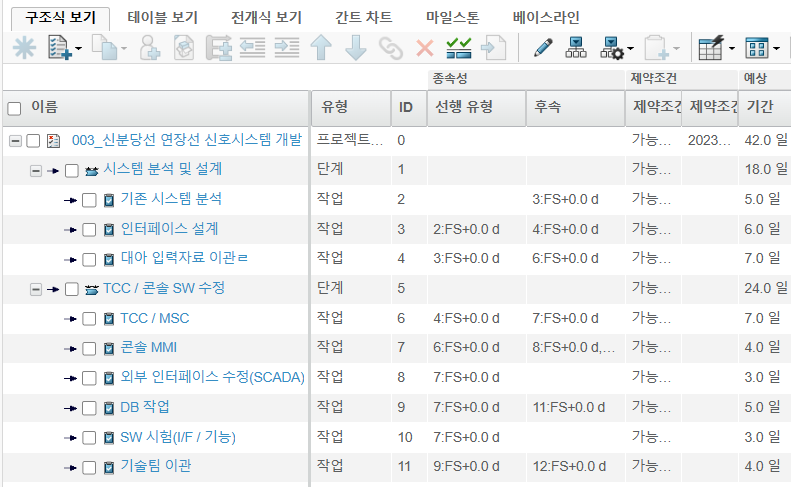 구조식 보기 테이블 보기 전개식 보기 간트 차트 마일스톤 베이스라인
종속성 제약조건 예상
이름 유형 ID 선행 유형 후속 제약조건 제약조건 기간
003_신분당선 연장선 신호시스템 개발 프로젝트... 0 가능... 2023... 42.0 일
시스템 분석 및 설계 단계 1 가능... 18.0 일
기존 시스템 분석 작업 2 3:FS+0.0 d 가능... 5.0 일
인터페이스 설계 작업 3 2:FS+0.0 d 4:FS+0.0 d 가능... 6.0 일
대아 입력자료 이관ㄹ 작업 4 3:FS+0.0 d 6:FS+0.0 d 가능... 7.0 일
TCC / 콘솔 SW 수정 단계 5 가능... 24.0 일
TCC / MSC 작업 6 4:FS+0.0 d 7:FS+0.0 d 가능... 7.0 일
콘솔 MMI 작업 7 6:FS+0.0 d 8:FS+0.0 d,... 가능... 4.0 일
외부 인터페이스 수정(SCADA) 작업 8 7:FS+0.0 d 가능... 3.0 일
DB 작업 작업 9 7:FS+0.0 d 11:FS+0.0 d 가능... 5.0 일
SW 시험(I/F / 기능) 작업 10 7:FS+0.0 d 가능... 3.0 일
기술팀 이관 작업 11 9:FS+0.0 d 12:FS+0.0 d 가능... 4.0 일